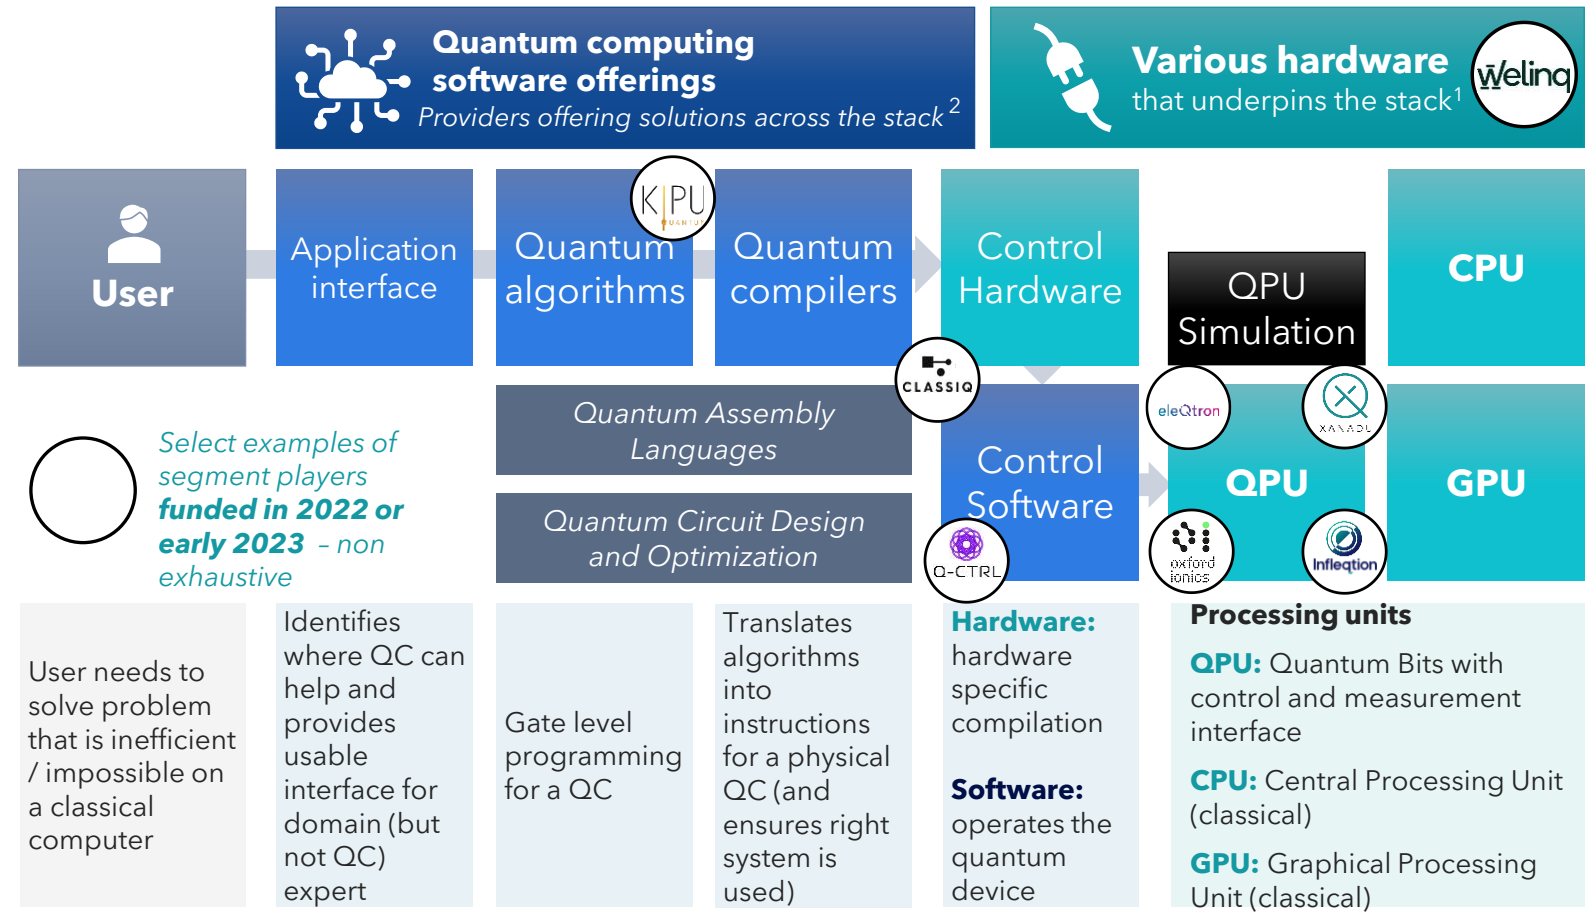 Quantum computing
software offerings
Providers offering solutions across the stack 2
Various hardware
that underpins the stack1
Welinq
User
Application
interface
KIPU
QUANTUM
Quantum
algorithms
Quantum
compilers
Control
Hardware
QPU
Simulation
CPU
CLASSIQ
Quantum Assembly
Languages
Quantum Circuit Design
and Optimization
Control
Software
Q-CTRL
eleQtron
XANADU
QPU
oxford
ionics
Infleqtion
GPU
Select examples of
segment players
funded in 2022 or
early 2023 – non
exhaustive
User needs to
solve problem
that is inefficient
/ impossible on
a classical
computer
Identifies
where QC can
help and
provides
usable
interface for
domain (but
not QC)
expert
Gate level
programming
for a QC
Translates
algorithms
into
instructions
for a physical
QC (and
ensures right
system is
used)
Hardware:
hardware
specific
compilation
Software:
operates the
quantum
device
Processing units
QPU: Quantum Bits with
control and measurement
interface
CPU: Central Processing Unit
(classical)
GPU: Graphical Processing
Unit (classical)